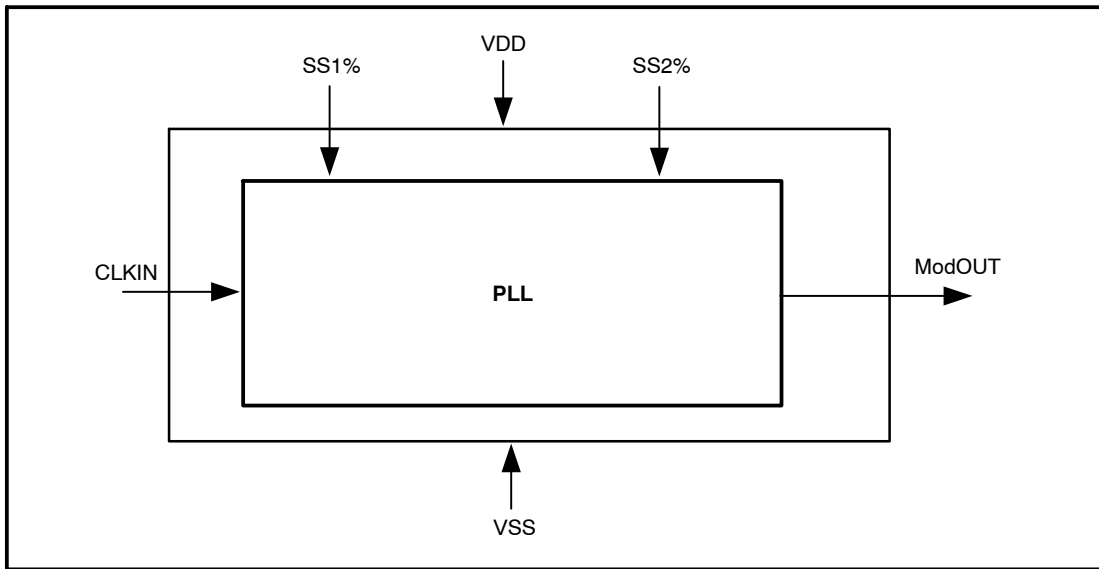 VDD
SS1%
SS2%
CLKIN
PLL
ModOUT
VSS